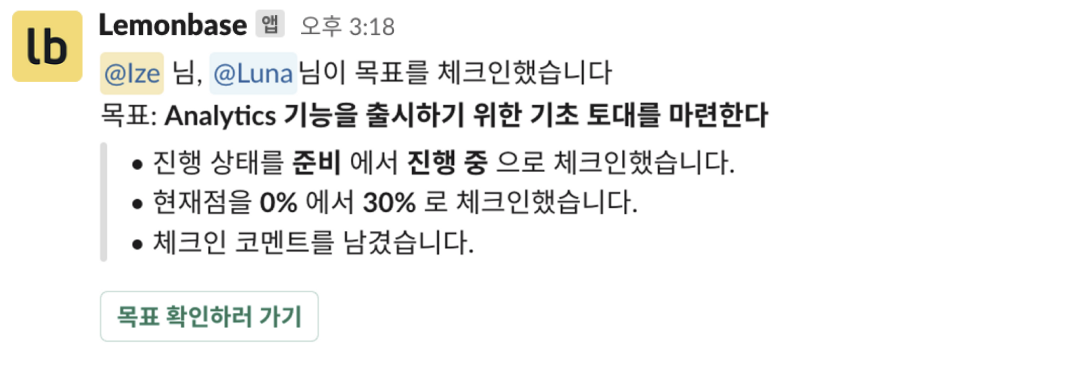 lb
Lemonbase 앱 오후 3:18
@Ize 님, @Luna님이 목표를 체크인했습니다
목표: Analytics 기능을 출시하기 위한 기초 토대를 마련한다
• 진행 상태를 준비 에서 진행 중 으로 체크인했습니다.
• 현재점을 0% 에서 30% 로 체크인했습니다.
• 체크인 코멘트를 남겼습니다.
목표 확인하러 가기